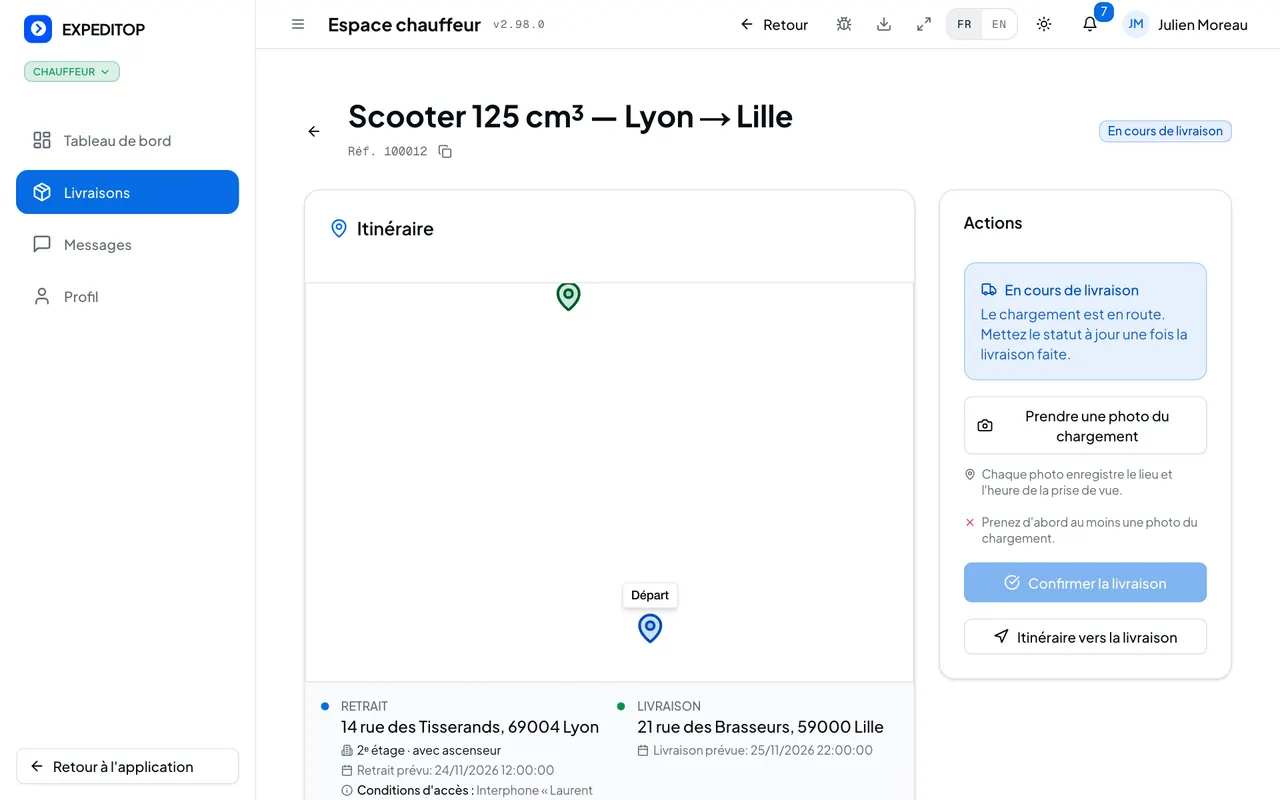 EXPEDITOP
CHAUFFEUR
Tableau de bord
Livraisons
Messages
Profil
Retour à l'application
Espace chauffeur v2.98.0
Retour
FR EN
7
JM Julien Moreau
Scooter 125 cm³ — Lyon → Lille
Réf. 100012
En cours de livraison
Itinéraire
Départ
RETRAIT
14 rue des Tisserands, 69004 Lyon
2ᵉ étage · avec ascenseur
Retrait prévu: 24/11/2026 12:00:00
Conditions d'accès : Interphone « Laurent
LIVRAISON
21 rue des Brasseurs, 59000 Lille
Livraison prévue: 25/11/2026 22:00:00
Actions
En cours de livraison
Le chargement est en route.
Mettez le statut à jour une fois la
livraison faite.
Prendre une photo du
chargement
Chaque photo enregistre le lieu et
l'heure de la prise de vue.
Prenez d'abord au moins une photo du
chargement.
Confirmer la livraison
Itinéraire vers la livraison